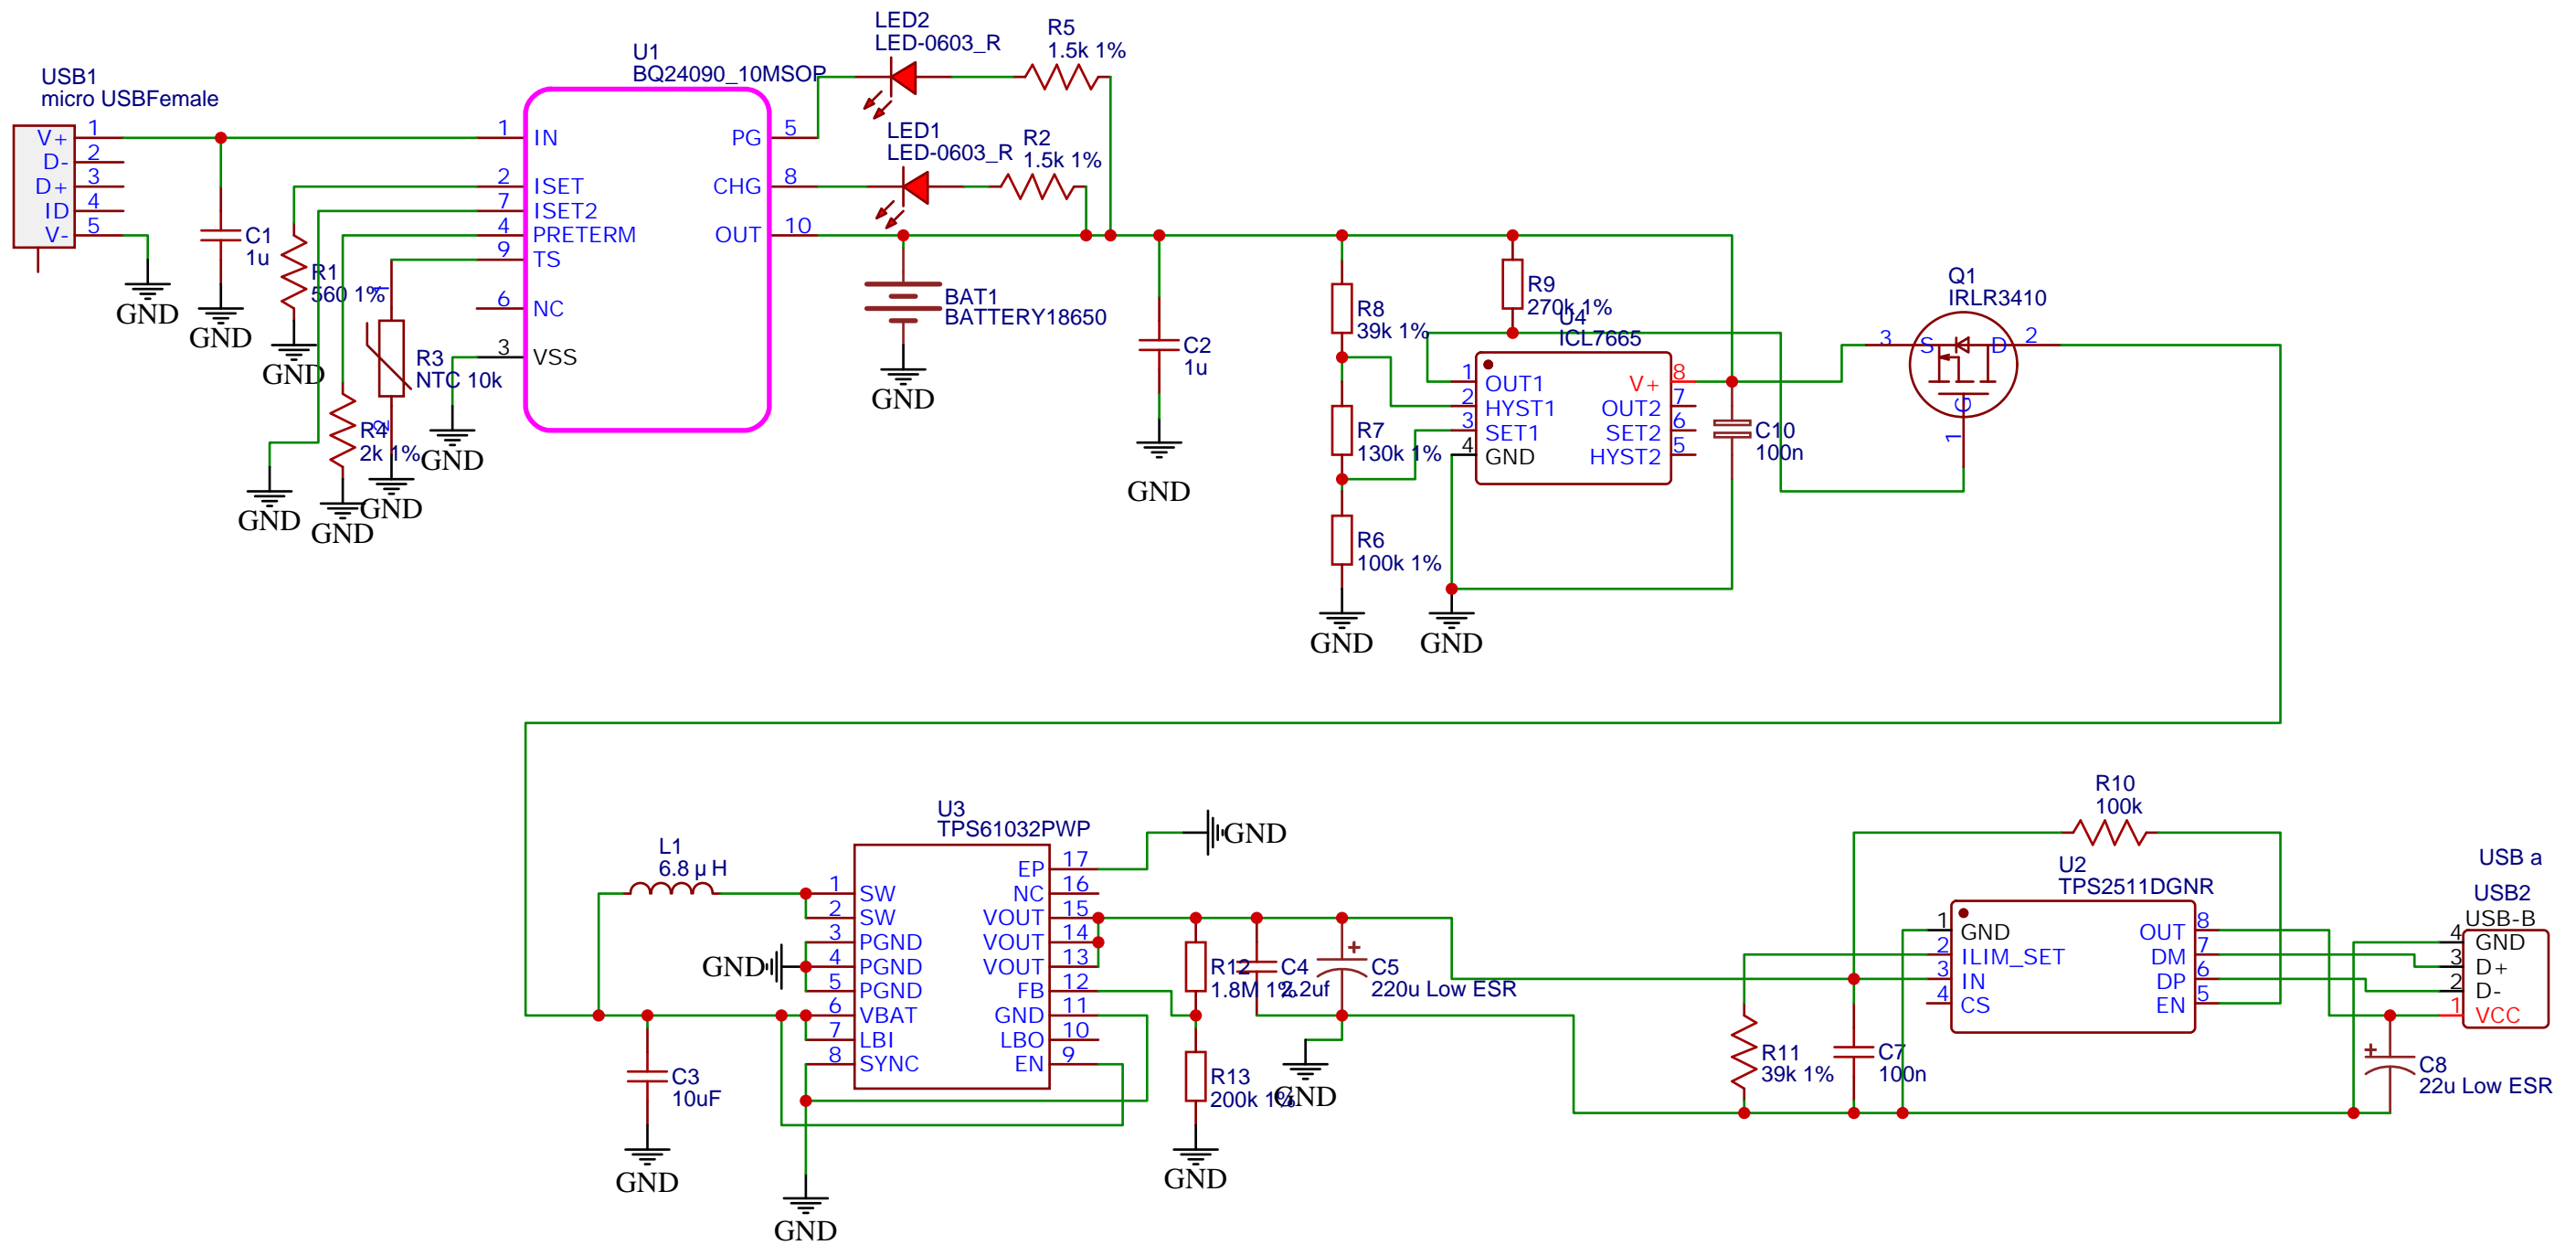 USB1
micro USBFemale
V+ 1
D- 2
D+ 3
ID 4
V- 5
GND
C1
1u
GND
R1
560 1%
GND
GND
R4
2k 1%
GND
1
R3
NTC 10k
2
GND
GND
U1
BQ24090_10MSOP
1 IN
2 ISET
7 ISET2
4 PRETERM
9 TS
6 NC
3 VSS
PG 5
CHG 8
OUT 10
LED2
LED-0603_R
R5
1.5k 1%
LED1
LED-0603_R
R2
1.5k 1%
BAT1
BATTERY18650
GND
C2
1u
GND
R8
39k 1%
R7
130k 1%
R6
100k 1%
GND
R9
270k 1%
U4
ICL7665
1 OUT1
2 HYST1
3 SET1
4 GND
V+ 8
OUT2 7
SET2 6
HYST2 5
GND
C10
100n
Q1
IRLR3410
3 S D 2
G
1
L1
6.8 µ H
C3
10uF
GND
U3
TPS61032PWP
1 SW
2 SW
3 PGND
GND 4 PGND
5 PGND
6 VBAT
7 LBI
8 SYNC
EP 17
NC 16
VOUT 15
VOUT 14
VOUT 13
FB 12
GND 11
LBO 10
EN 9
GND
GND
R12
1.8M 1%
R13
200k 1%
GND
C4
2.2uf
C5
+
220u Low ESR
GND
R10
100k
U2
TPS2511DGNR
1 GND
2 ILIM_SET
3 IN
4 CS
OUT 8
DM 7
DP 6
EN 5
R11
39k 1%
C7
100n
USB a
USB2
USB-B
4 GND
3 D+
2 D-
1 VCC
+
C8
22u Low ESR